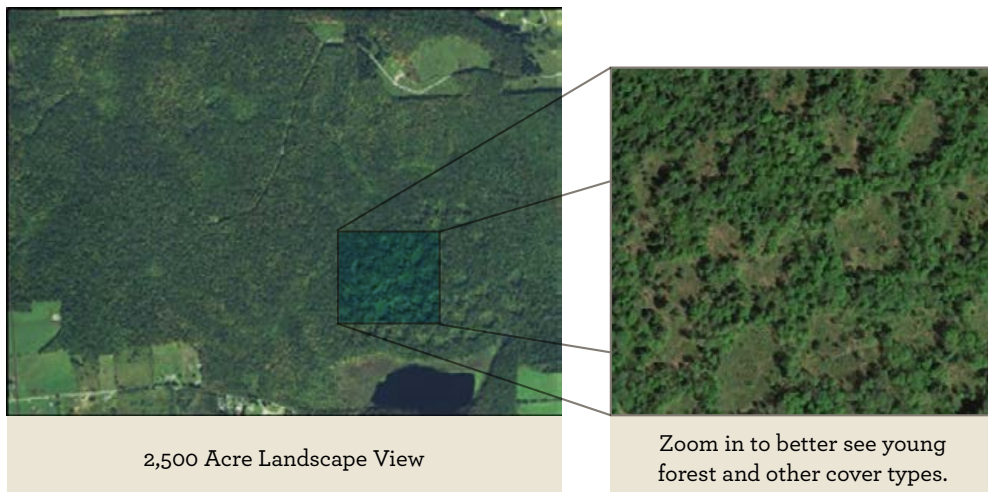 2,500 Acre Landscape View
Zoom in to better see young
forest and other cover types.